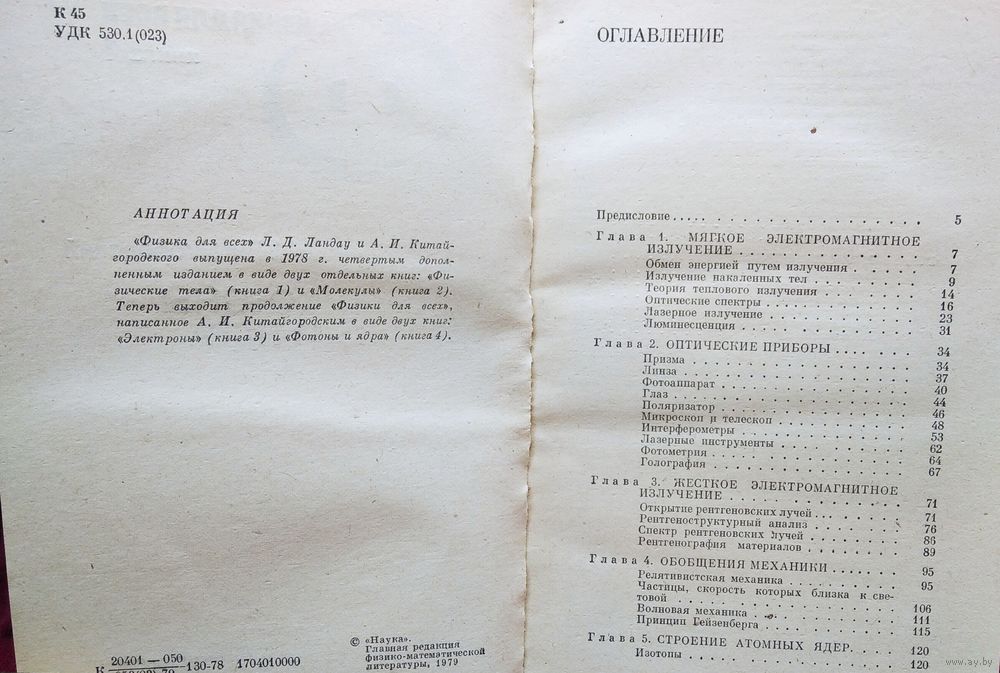 К 45
УДК 530.1(023)
АННОТАЦИЯ
«Физика для всех» Л. Д. Ландау и А. И. Китай-
городского выпущена в 1978 г. четвертым допол-
ненным изданием в виде двух отдельных книг: «Фи-
зические тела» (книга 1) и «Молекулы» (книга 2).
Теперь выходит продолжение «Физики для всех»,
написанное А. И. Китайгородским в виде двух книг:
«Электроны» (книга 3) и «Фотоны и ядра» (книга 4).
К 20401—050
130-78 1704010000
© «Наука».
Главная редакция
физико-математической
литературы, 1979
ОГЛАВЛЕНИЕ
Предисловие 5
Глава 1. МЯГКОЕ ЭЛЕКТРОМАГНИТНОЕ
ИЗЛУЧЕНИЕ 7
Обмен энергией путем излучения 7
Излучение накаленных тел 9
Теория теплового излучения 14
Оптические спектры 16
Лазерное излучение 23
Люминесценция 31
Глава 2. ОПТИЧЕСКИЕ ПРИБОРЫ 34
Призма 34
Линза 37
Фотоаппарат 40
Глаз 44
Поляризатор 46
Микроскоп и телескоп 48
Интерферометры 53
Лазерные инструменты 62
Фотометрия 64
Голография 67
Глава 3. ЖЕСТКОЕ ЭЛЕКТРОМАГНИТНОЕ
ИЗЛУЧЕНИЕ 71
Открытие рентгеновских лучей 71
Рентгеноструктурный анализ 76
Спектр рентгеновских лучей 86
Рентгенография материалов 89
Глава 4. ОБОБЩЕНИЯ МЕХАНИКИ 95
Релятивистская механика 95
Частицы, скорость которых близка к све-
товой 106
Волновая механика 111
Принцип Гейзенберга 115
Глава 5. СТРОЕНИЕ АТОМНЫХ ЯДЕР 120
Изотопы 120
www.ay.by